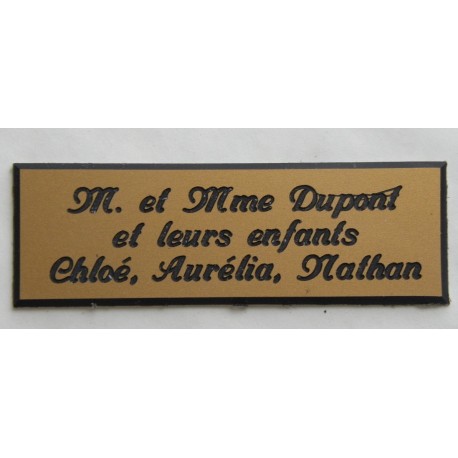 M. et Mme Dupont
et leurs enfants
Chloé, Aurélia, Nathan